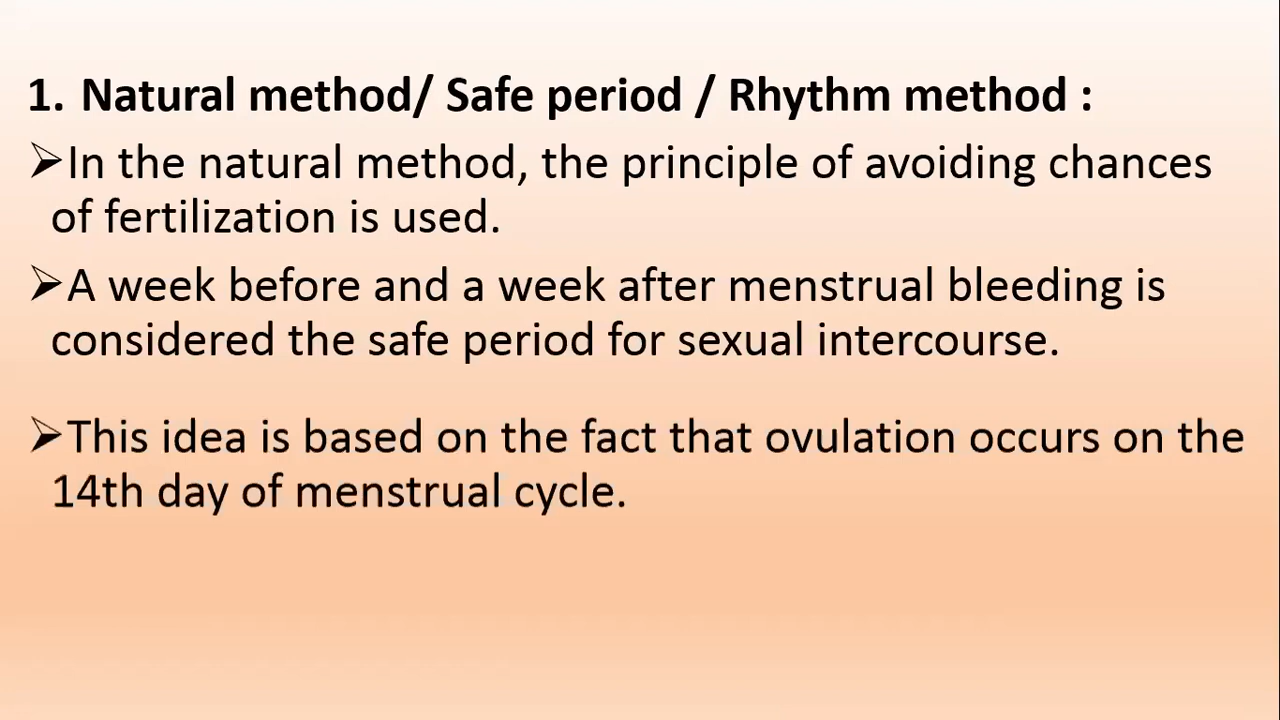 1. Natural method/ Safe period / Rhythm method :
➢In the natural method, the principle of avoiding chances
of fertilization is used.
➢A week before and a week after menstrual bleeding is
considered the safe period for sexual intercourse.
➢This idea is based on the fact that ovulation occurs on the
14th day of menstrual cycle.